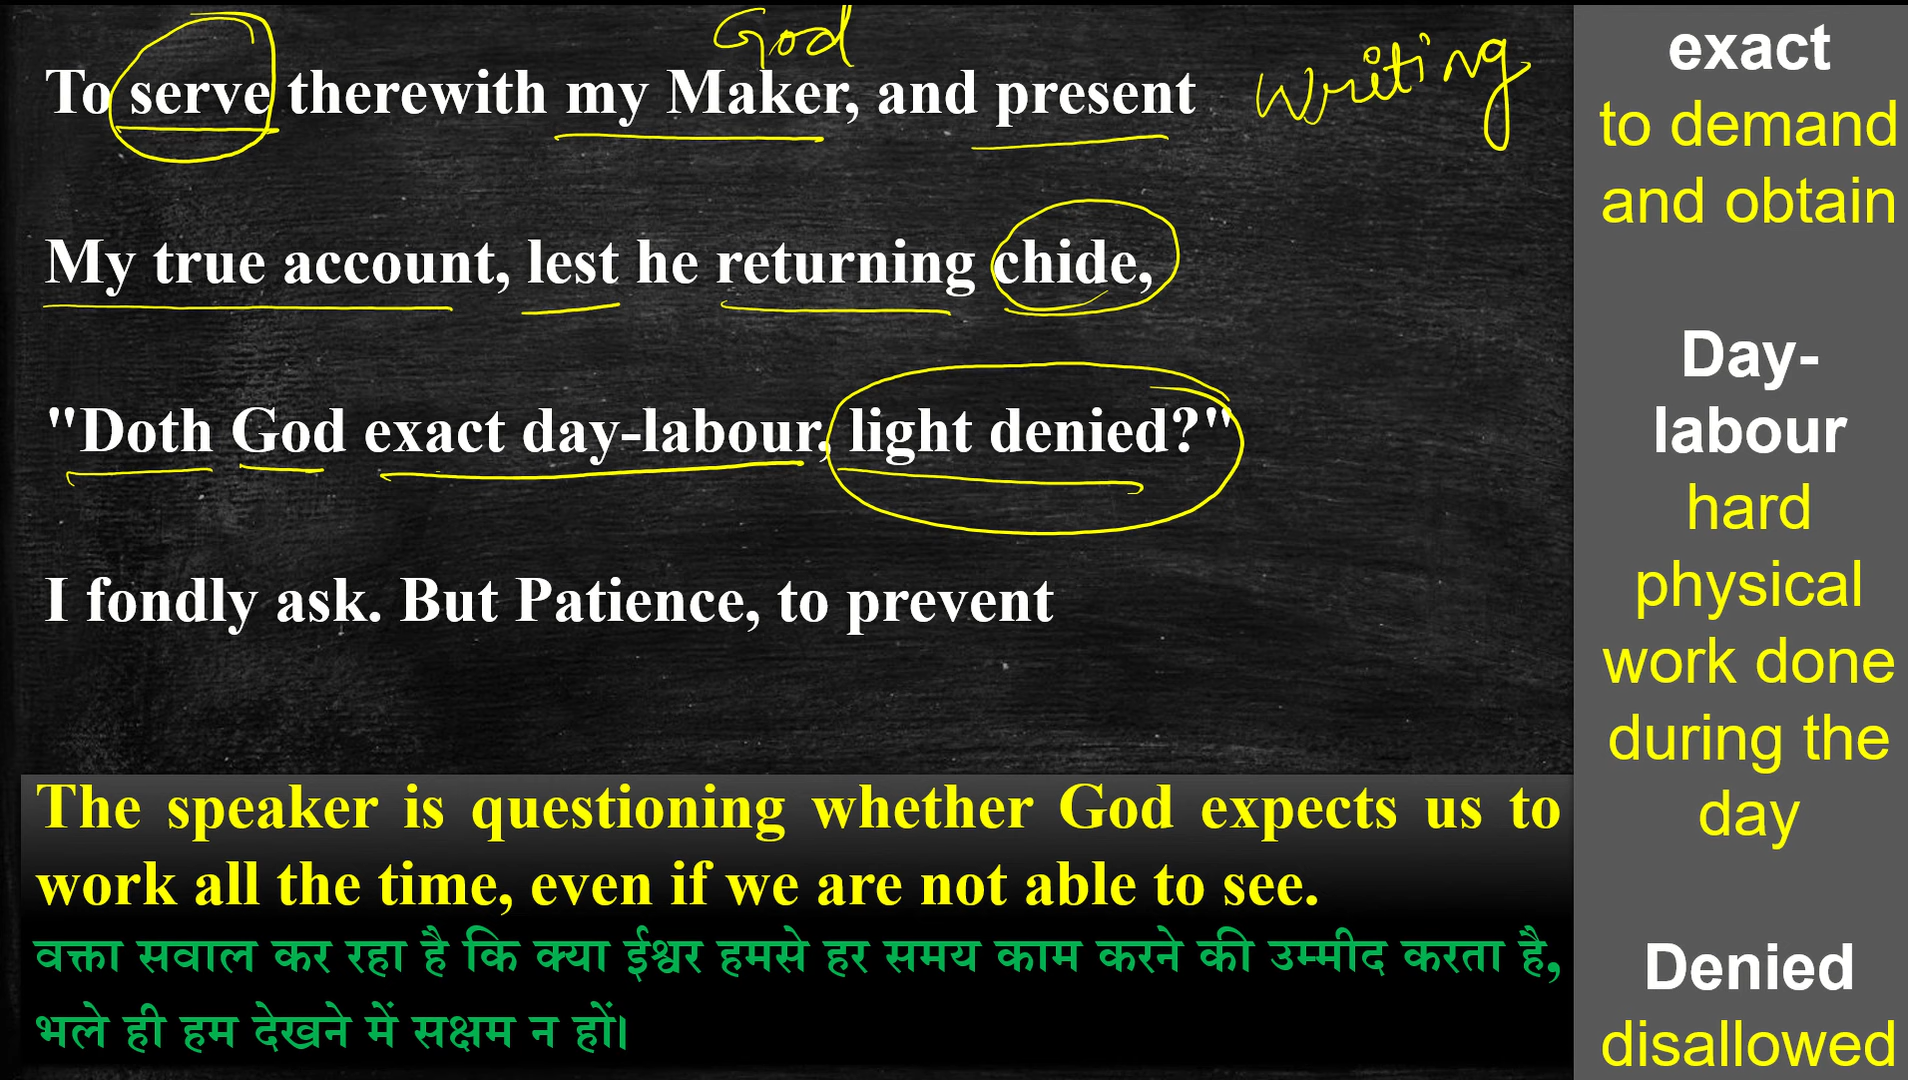 God
To serve therewith my Maker, and present
writing
My true account, lest he returning chide,
"Doth God exact day-labour, light denied?"
I fondly ask. But Patience, to prevent
The speaker is questioning whether God expects us to
work all the time, even if we are not able to see.
वक्ता सवाल कर रहा है कि क्या ईश्वर हमसे हर समय काम करने की उम्मीद करता है,
भले ही हम देखने में सक्षम न हों।
exact
to demand
and obtain
Day-
labour
hard
physical
work done
during the
day
Denied
disallowed